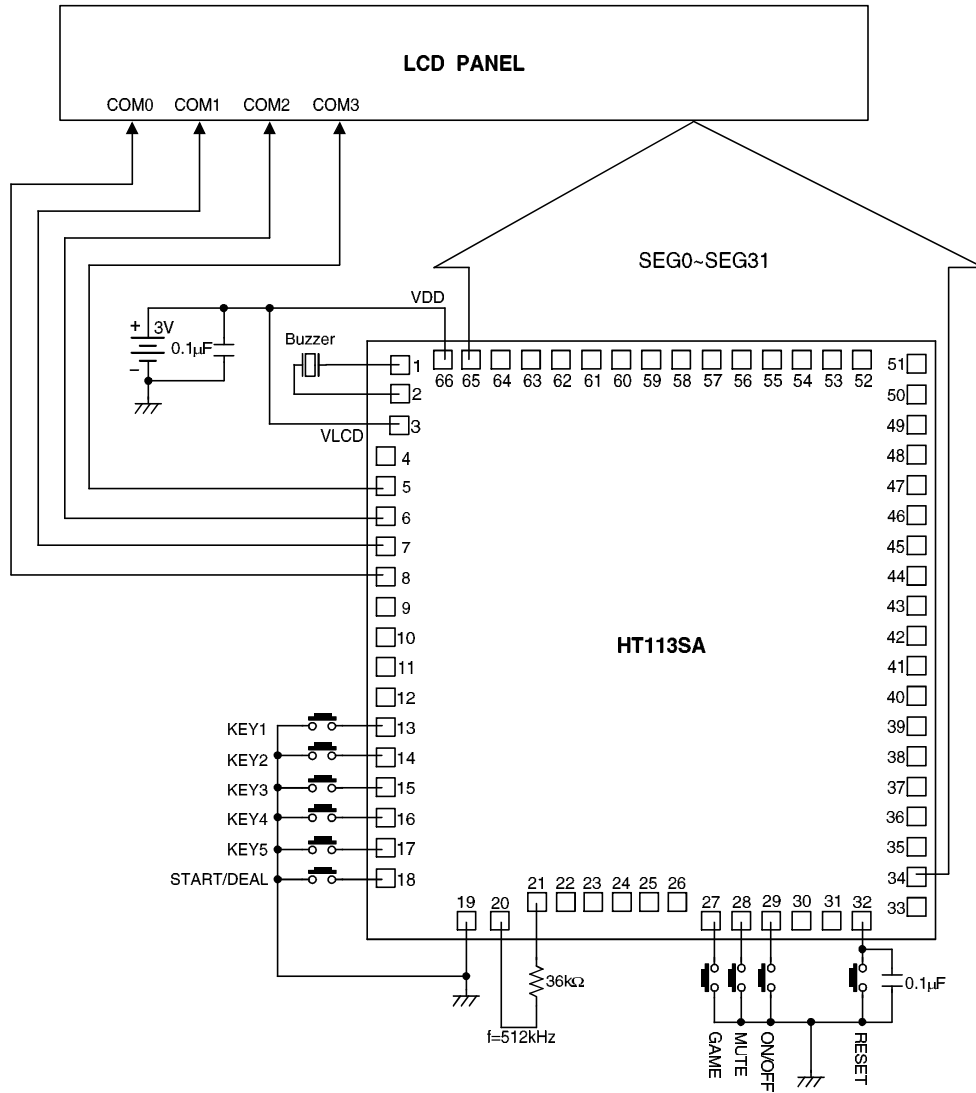 LCD PANEL
COM0 COM1 COM2 COM3
SEG0~SEG31
VDD
+ 3V
0.1µF
−
Buzzer
VLCD
1
2
3
4
5
6
7
8
9
10
11
12
13
14
15
16
17
18
66 65 64 63 62 61 60 59 58 57 56 55 54 53 52
51
50
49
48
47
46
45
44
43
42
41
40
39
38
37
36
35
34
33
HT113SA
KEY1
KEY2
KEY3
KEY4
KEY5
START/DEAL
19 20 21 22 23 24 25 26 27 28 29 30 31 32
36kΩ
f=512kHz
0.1µF
GAME
MUTE
ON/OFF
RESET